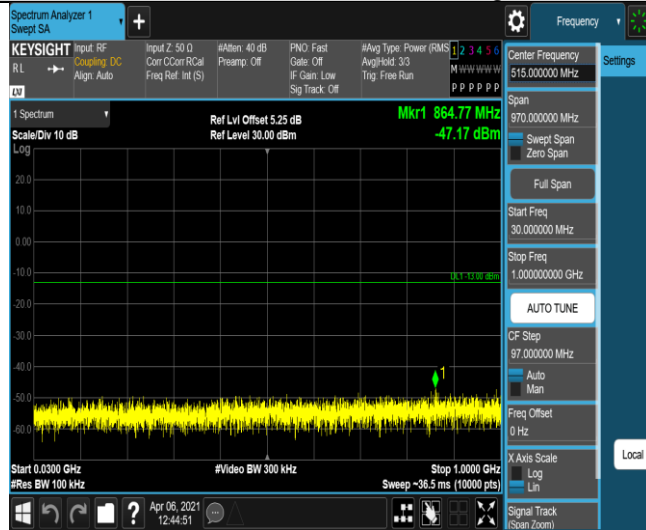 Spectrum Analyzer 1
Swept SA
Frequency
KEYSIGHT
RL
LXI
Input: RF
Coupling: DC
Align: Auto
Input Z: 50 Ω
Corr CCorr RCal
Freq Ref: Int (S)
#Atten: 40 dB
Preamp: Off
PNO: Fast
Gate: Off
IF Gain: Low
Sig Track: Off
#Avg Type: Power (RMS
Avg|Hold: 3/3
Trig: Free Run
1 2 3 4 5 6
M W W W W W
P P P P P P
1 Spectrum
Scale/Div 10 dB
Ref Lvl Offset 5.25 dB
Ref Level 30.00 dBm
Mkr1 864.77 MHz
-47.17 dBm
Log
20.0
10.0
0.00
-10.0
DL1 -13.00 dBm
-20.0
-30.0
-40.0
1
-50.0
-60.0
Start 0.0300 GHz
#Res BW 100 kHz
#Video BW 300 kHz
Stop 1.0000 GHz
Sweep ~36.5 ms (10000 pts)
Apr 06, 2021
12:44:51
Center Frequency
515.000000 MHz
Settings
Span
970.000000 MHz
Swept Span
Zero Span
Full Span
Start Freq
30.000000 MHz
Stop Freq
1.000000000 GHz
AUTO TUNE
CF Step
97.000000 MHz
Auto
Man
Freq Offset
0 Hz
X Axis Scale
Log
Lin
Local
Signal Track
(Span Zoom)